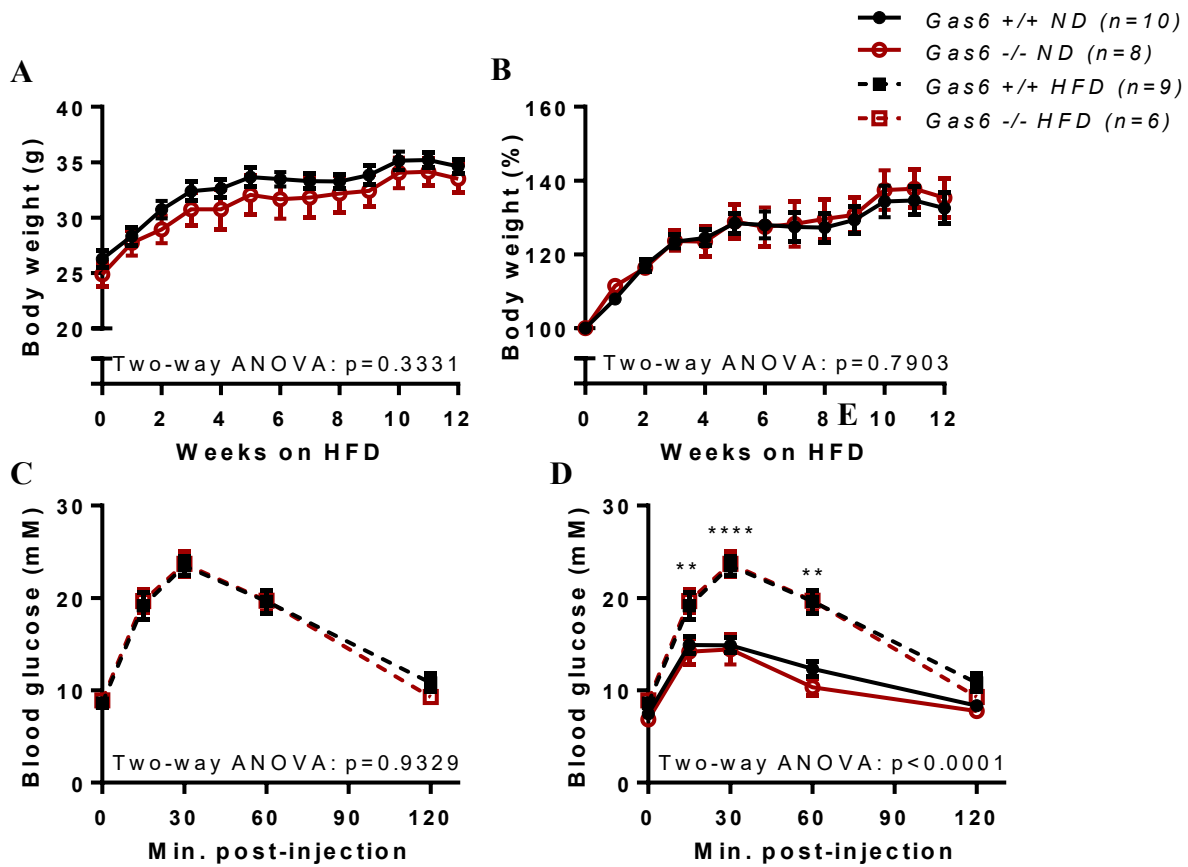 Gas6 +/+ ND (n=10)
Gas6 -/- ND (n=8)
Gas6 +/+ HFD (n=9)
Gas6 -/- HFD (n=6)
A
Body weight (g)
40
35
30
25
20
Two-way ANOVA: p=0.3331
0 2 4 6 8 10 12
Weeks on HFD
B
Body weight (%)
160
140
120
100
Two-way ANOVA: p=0.7903
0 2 4 6 8 10 12
E
Weeks on HFD
C
Blood glucose (mM)
30
20
10
0
Two-way ANOVA: p=0.9329
0 30 60 90 120
Min. post-injection
D
Blood glucose (mM)
30
20
10
0
** **** **
Two-way ANOVA: p<0.0001
0 30 60 90 120
Min. post-injection